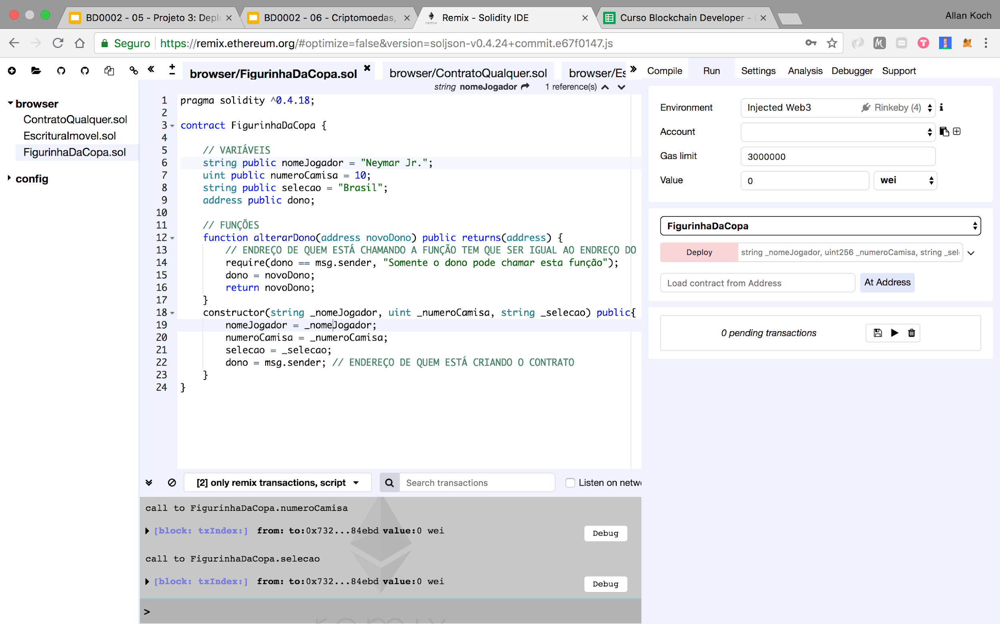 BD0002 - 05 - Projeto 3: Deplo
BD0002 - 06 - Criptomoedas,
Remix - Solidity IDE
Curso Blockchain Developer -
Allan Koch
Seguro
https://remix.ethereum.org/#optimize=false&version=soljson-v0.4.24+commit.e67f0147.js
browser/FigurinhaDaCopa.sol
browser/ContratoQualquer.sol
browser/Es
Compile
Run
Settings
Analysis
Debugger
Support
string nomeJogador
1 reference(s)
browser
ContratoQualquer.sol
EscrituraImovel.sol
FigurinhaDaCopa.sol
config
1 pragma solidity ^0.4.18;
2
3 contract FigurinhaDaCopa {
4
5 // VARIÁVEIS
6 string public nomeJogador = "Neymar Jr.";
7 uint public numeroCamisa = 10;
8 string public selecao = "Brasil";
9 address public dono;
10
11 // FUNÇÕES
12 function alterarDono(address novoDono) public returns(address) {
13 // ENDREÇO DE QUEM ESTÁ CHAMANDO A FUNÇÃO TEM QUE SER IGUAL AO ENDREÇO DO
14 require(dono == msg.sender, "Somente o dono pode chamar esta função");
15 dono = novoDono;
16 return novoDono;
17 }
18 constructor(string _nomeJogador, uint _numeroCamisa, string _selecao) public{
19 nomeJogador = _nomeJogador;
20 numeroCamisa = _numeroCamisa;
21 selecao = _selecao;
22 dono = msg.sender; // ENDEREÇO DE QUEM ESTÁ CRIANDO O CONTRATO
23 }
24 }
Environment
Injected Web3
Rinkeby (4)
Account
Gas limit
3000000
Value
0
wei
FigurinhaDaCopa
Deploy
string _nomeJogador, uint256 _numeroCamisa, string _sel
Load contract from Address
At Address
0 pending transactions
[2] only remix transactions, script
Search transactions
Listen on netw
call to FigurinhaDaCopa.numeroCamisa
[block: txIndex:] from: to:0x732...84ebd value:0 wei
Debug
call to FigurinhaDaCopa.selecao
[block: txIndex:] from: to:0x732...84ebd value:0 wei
Debug
>
remix